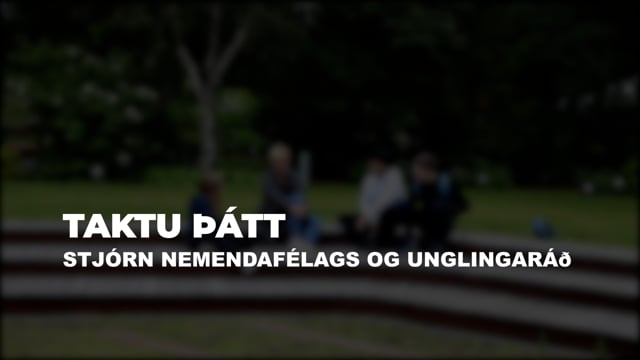 TAKTU ÞÁTT
STJÓRN NEMENDAFÉLAGS OG UNGLINGARÁð